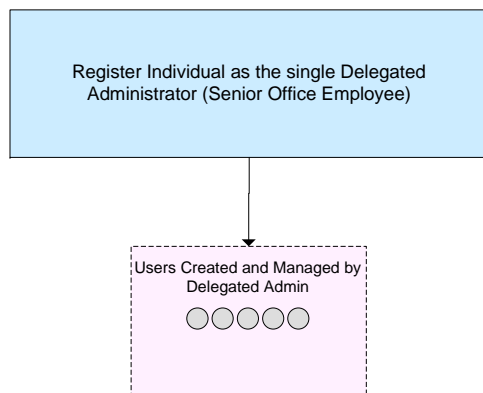 Register Individual as the single Delegated
Administrator (Senior Office Employee)
Users Created and Managed by
Delegated Admin